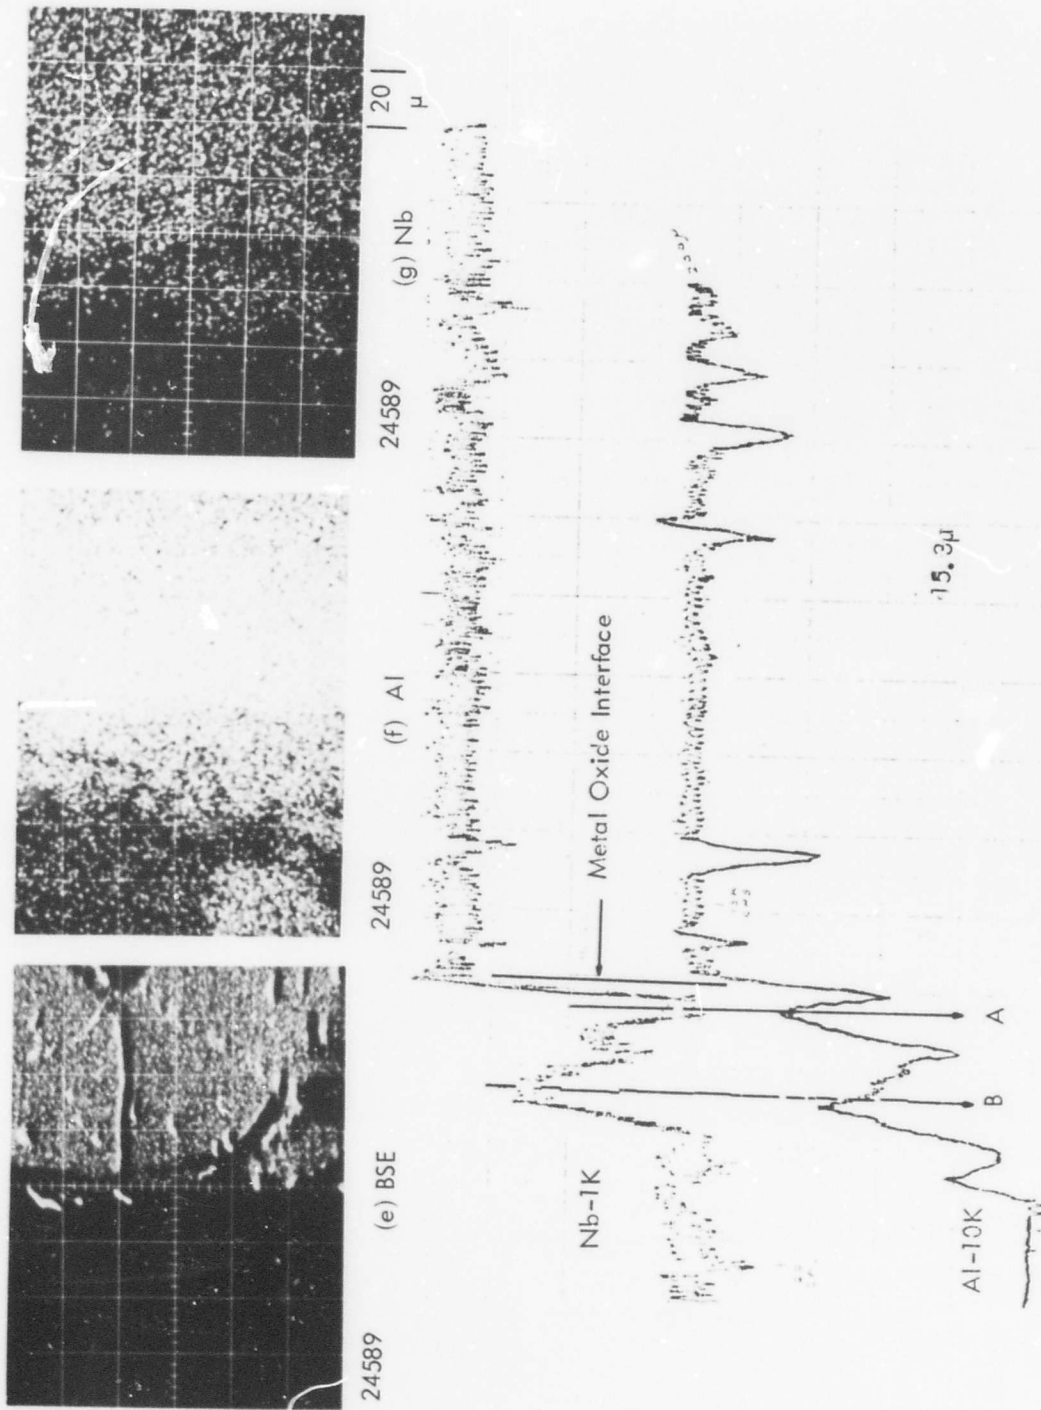 24589
(e) BSE
24589
(f) Al
24589
(g) Nb
| 20 |
μ
Nb-1K
Metal Oxide Interface
Al-10K
B
A
15.3μ